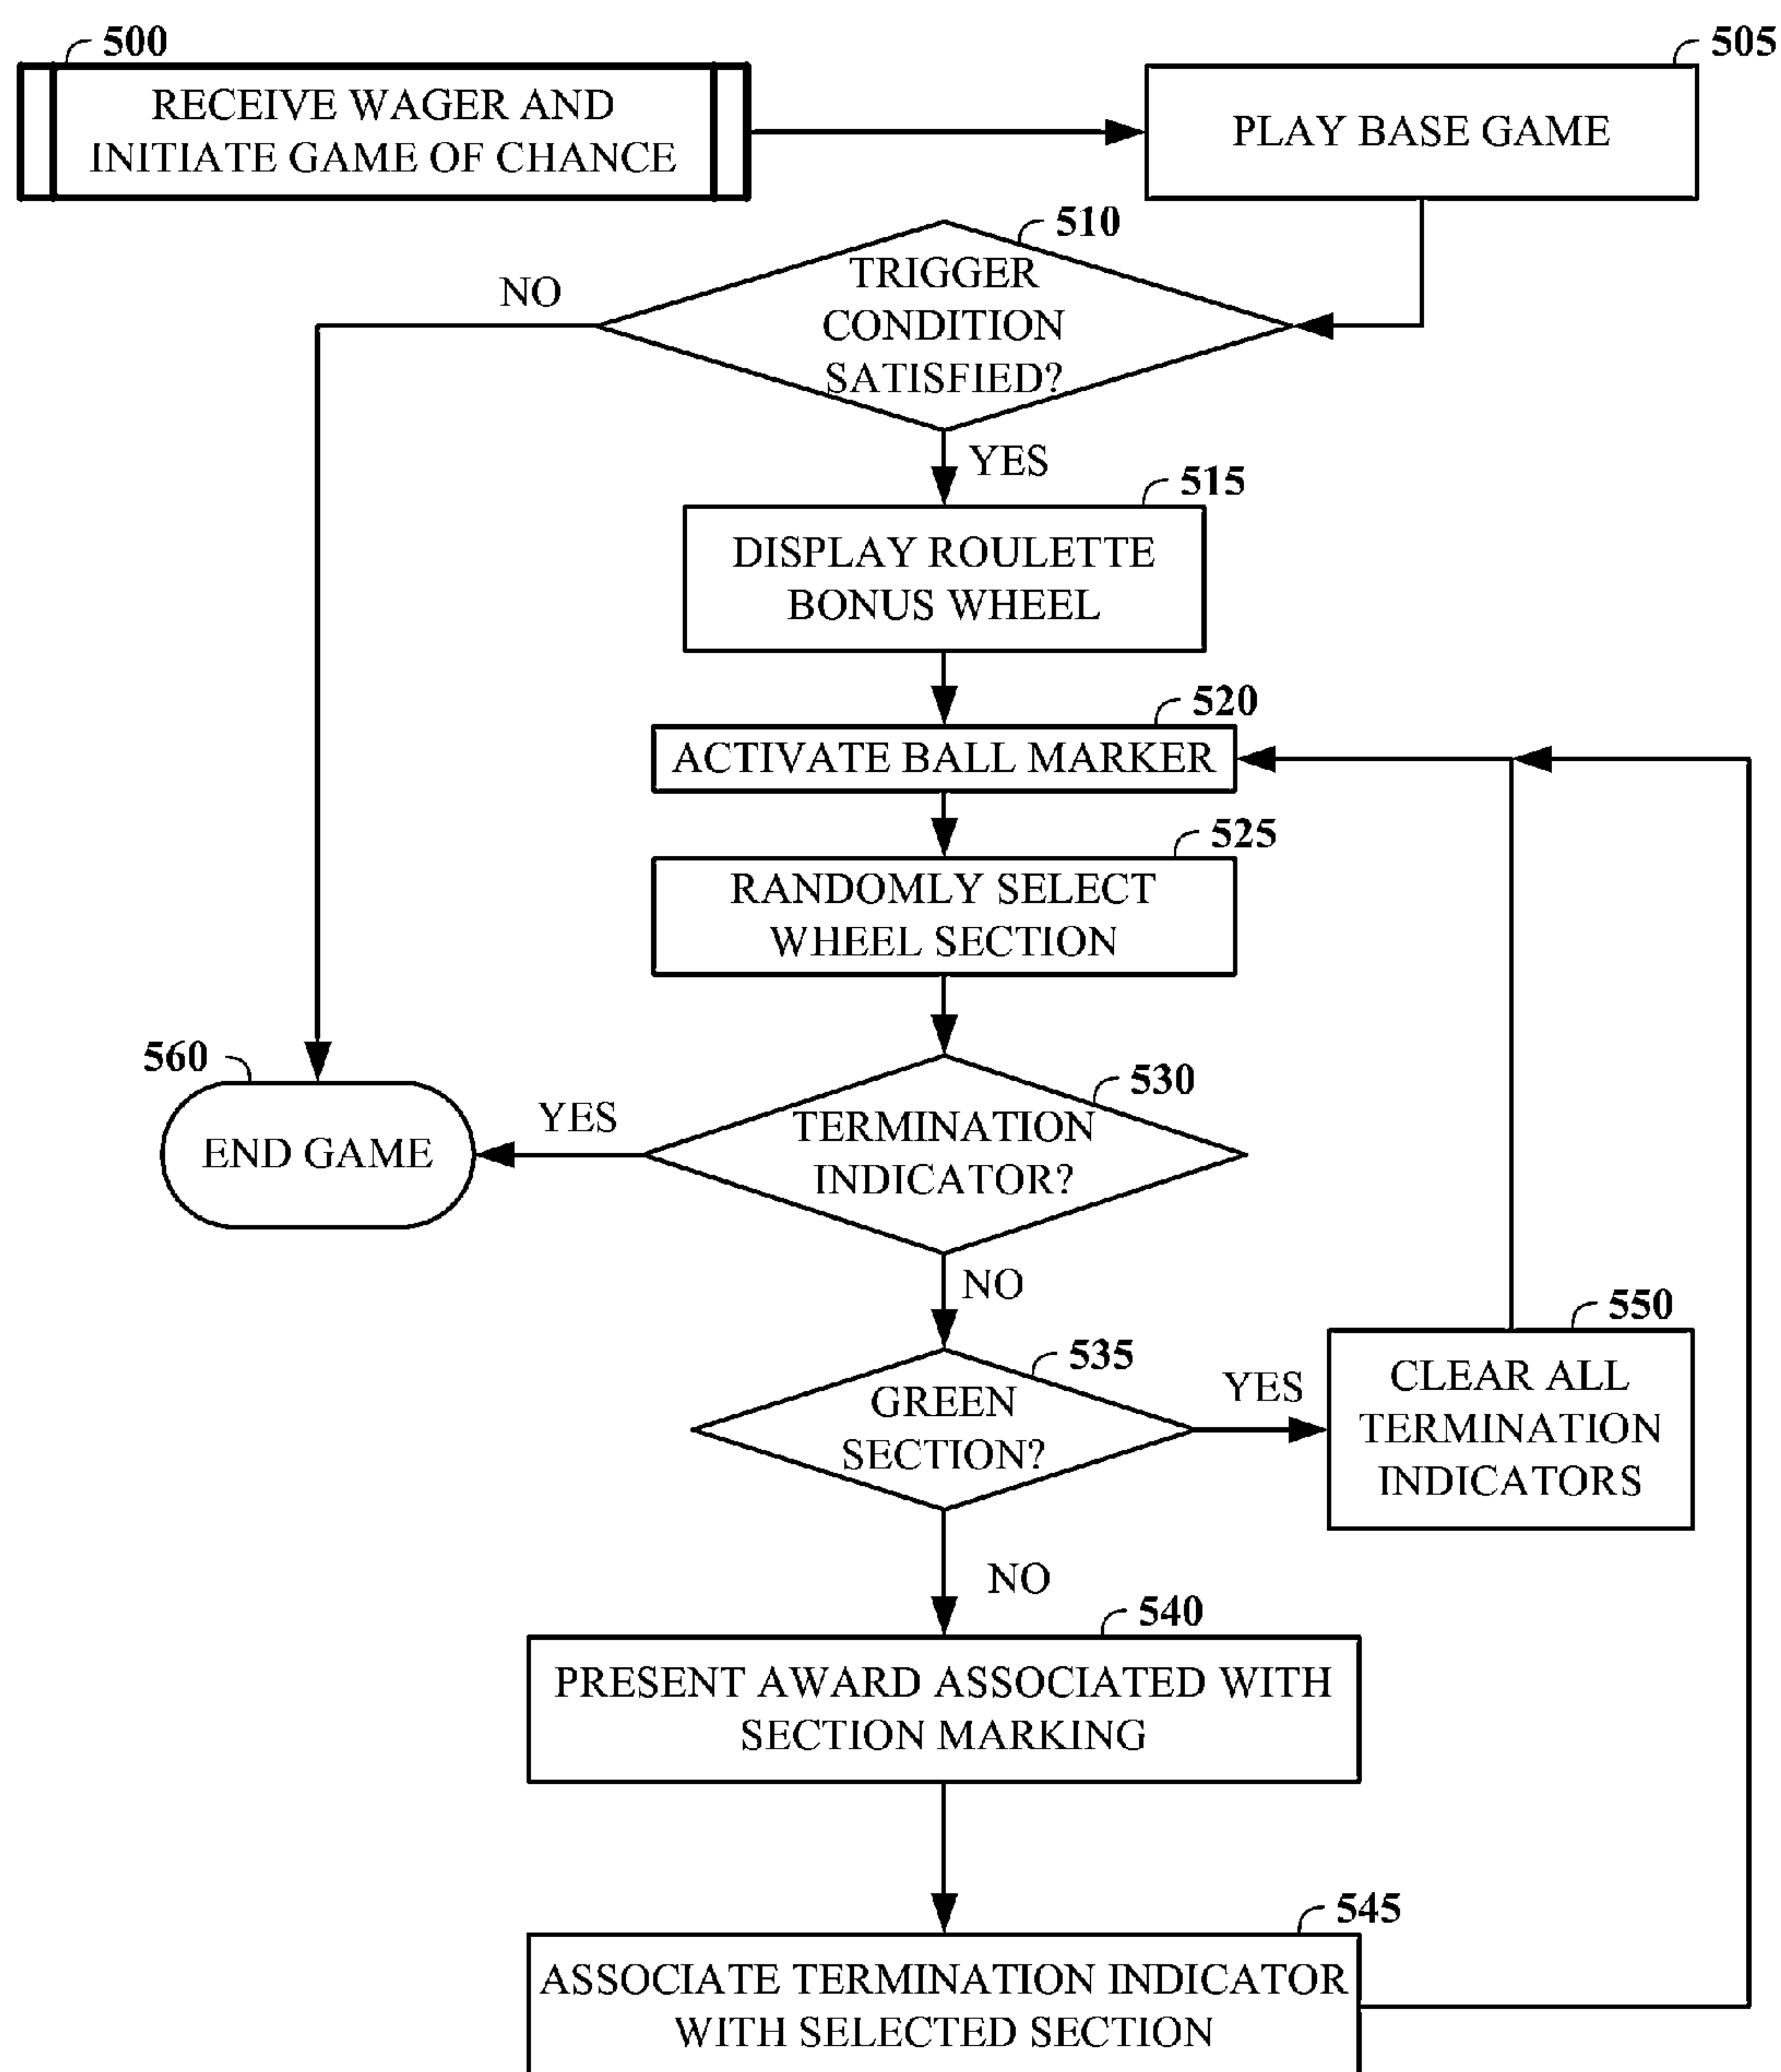 500
RECEIVE WAGER AND
INITIATE GAME OF CHANCE
505
PLAY BASE GAME
510
TRIGGER
CONDITION
SATISFIED?
NO
YES
515
DISPLAY ROULETTE
BONUS WHEEL
520
ACTIVATE BALL MARKER
525
RANDOMLY SELECT
WHEEL SECTION
530
TERMINATION
INDICATOR?
YES
560
END GAME
NO
535
GREEN
SECTION?
YES
550
CLEAR ALL
TERMINATION
INDICATORS
NO
540
PRESENT AWARD ASSOCIATED WITH
SECTION MARKING
545
ASSOCIATE TERMINATION INDICATOR
WITH SELECTED SECTION